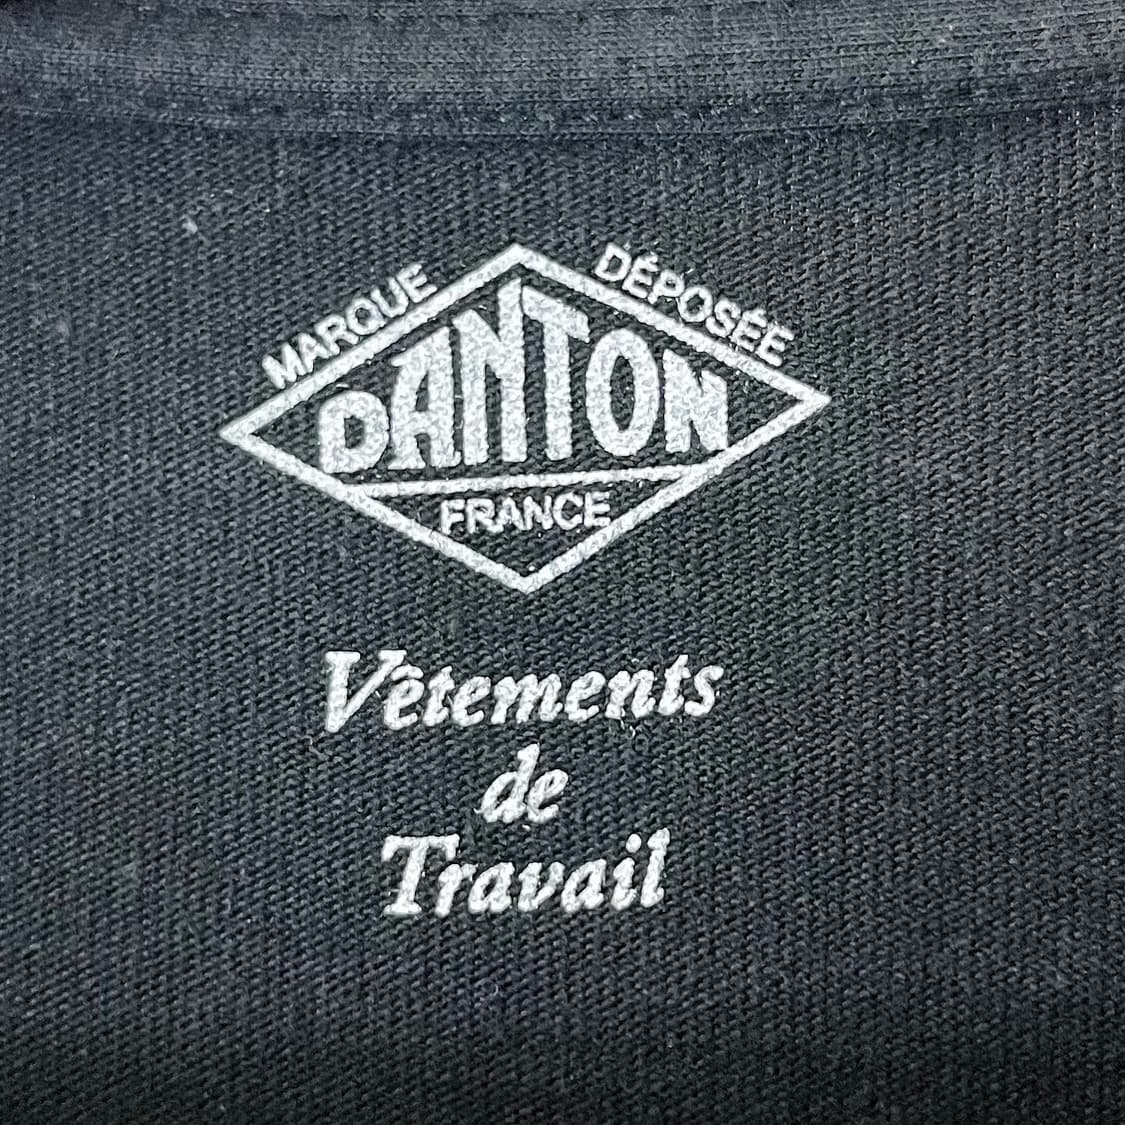 MARQUE DÉPOSÉE
DANTON
FRANCE
Vêtements
de
Travail